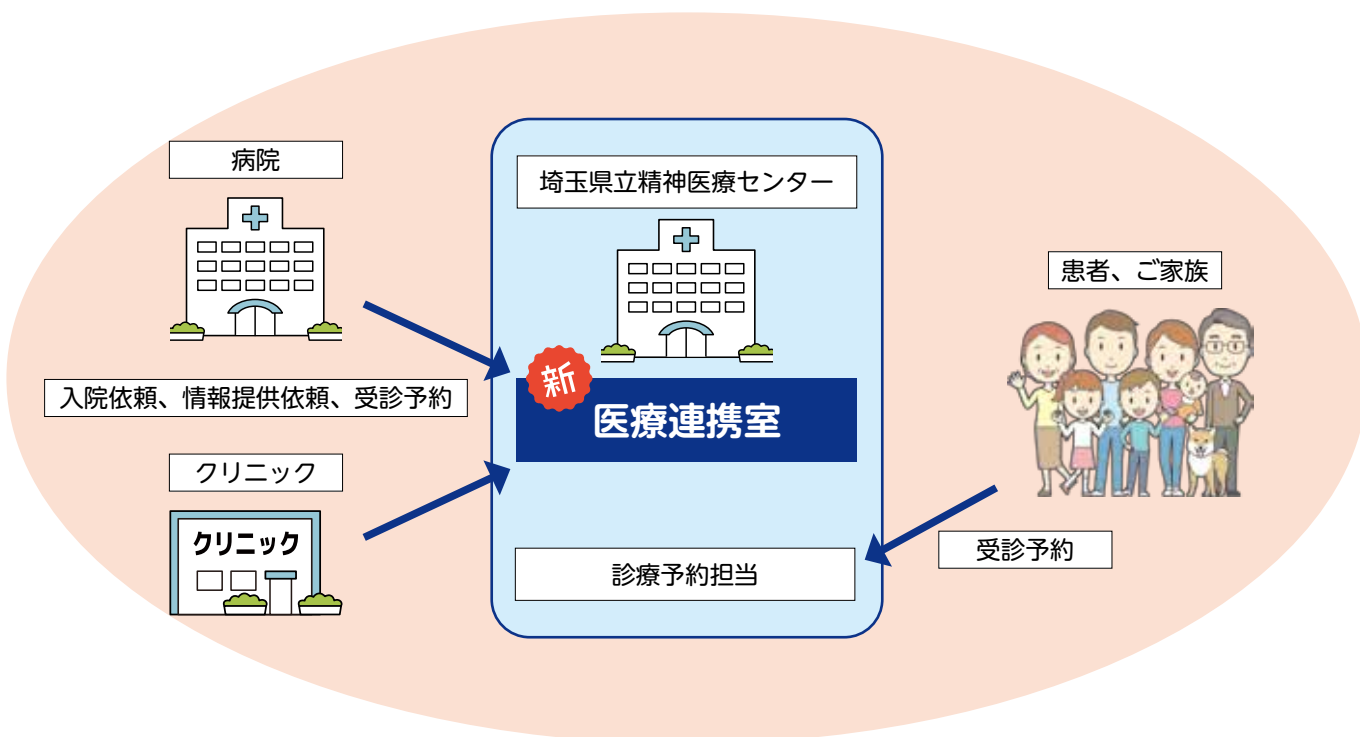 病院
入院依頼、情報提供依頼、受診予約
クリニック
クリニック
埼玉県立精神医療センター
新
医療連携室
診療予約担当
患者、ご家族
受診予約